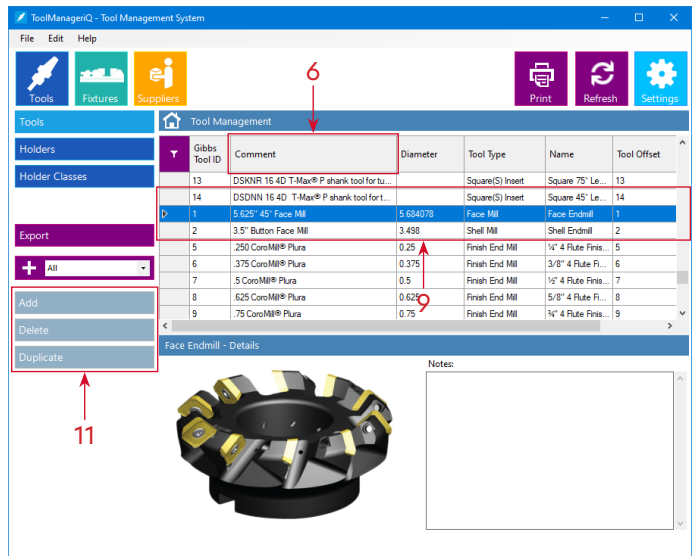 ToolManageriQ - Tool Management System
File Edit Help
6
Tools Fixtures Suppliers Print Refresh Settings
Tools
Tool Management
Holders
Holder Classes
Export
All
Add
Delete
Duplicate
11
Gibbs Tool ID Comment Diameter Tool Type Name Tool Offset
13 DSKNR 16 4D T-Max® P shank tool for tu... Square(S) Insert Square 75° Le... 13
14 DSDNN 16 4D T-Max® P shank tool for t... Square(S) Insert Square 45° Le... 14
1 5.625" 45° Face Mill 5.684078 Face Mill Face Endmill 1
2 3.5" Button Face Mill 3.498 Shell Mill Shell Endmill 2
5 .250 CoroMill® Plura 0.25 Finish End Mill ¼" 4 Flute Finis... 5
6 .375 CoroMill® Plura 0.375 Finish End Mill 3/8" 4 Flute Fi... 6
7 .5 CoroMill® Plura 0.5 Finish End Mill ½" 4 Flute Finis... 7
8 .625 CoroMill® Plura 0.625 Finish End Mill 5/8" 4 Flute Fi... 8
9 .75 CoroMill® Plura 0.75 Finish End Mill ¾" 4 Flute Finis... 9
9
Face Endmill - Details
Notes: